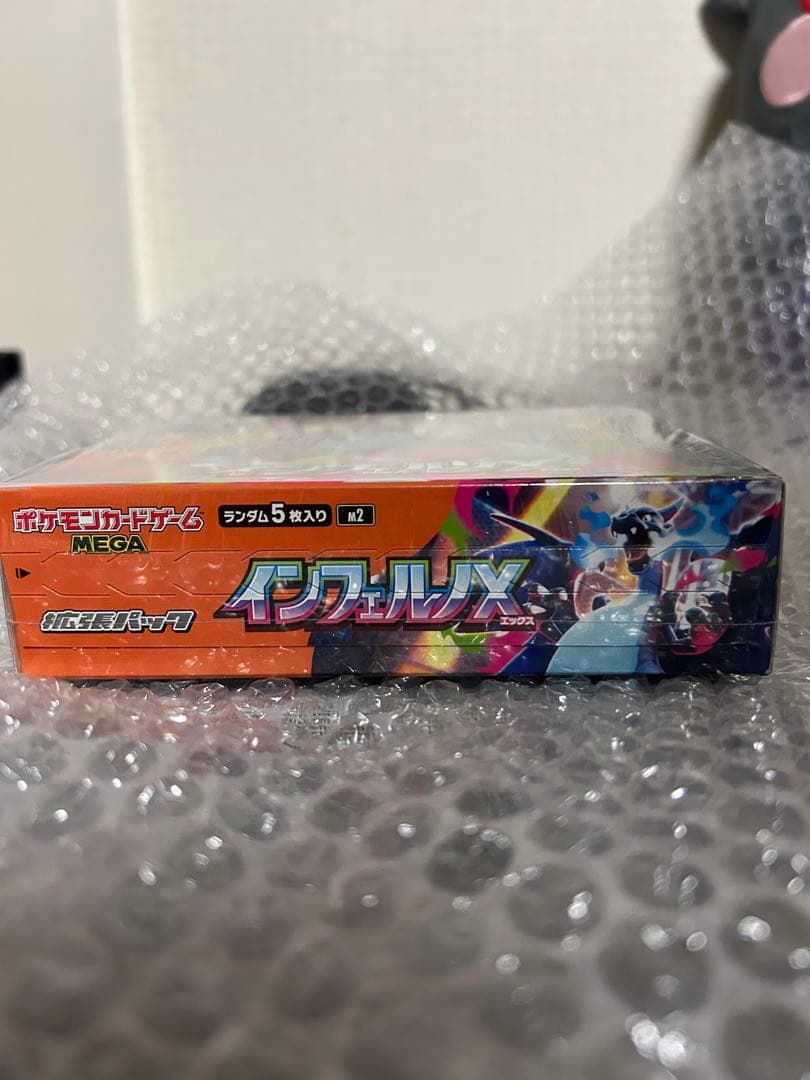 ポケモンカードゲーム
MEGA
ランダム5枚入り
M2
拡張パック
インフェルノX
エックス